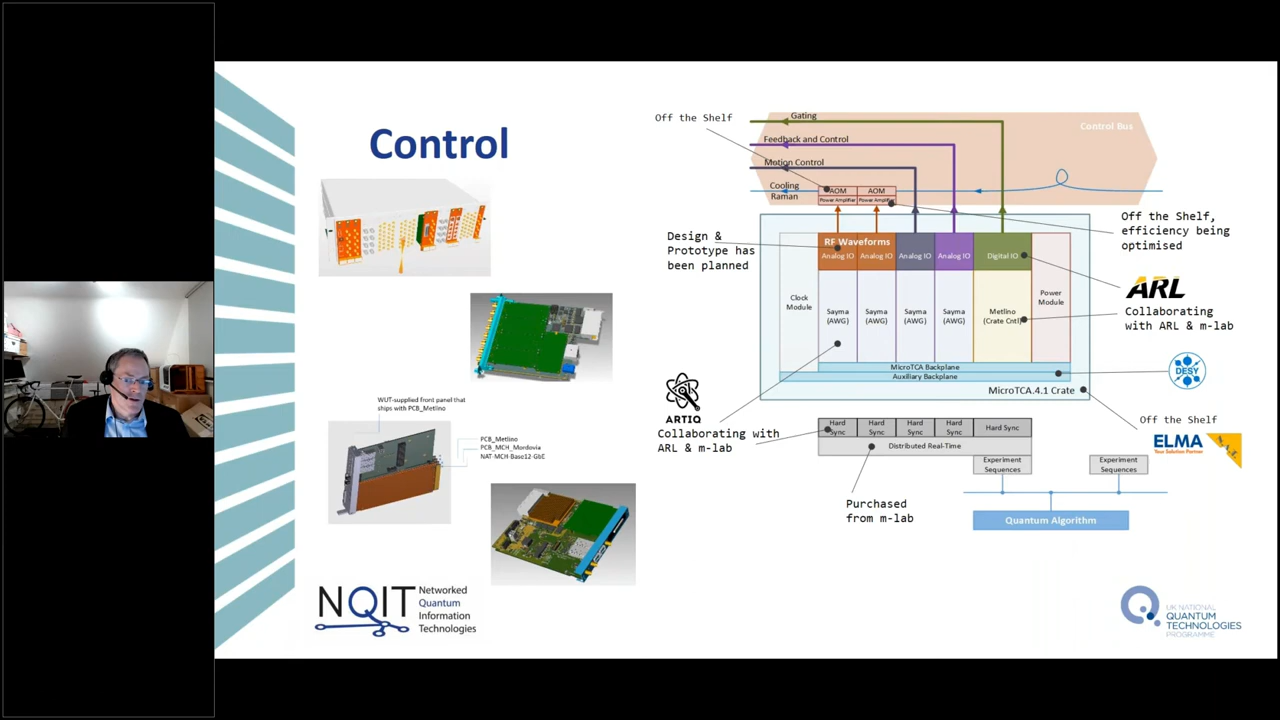 Control
WUT-supplied front panel that
ships with PCB_Metlino
PCB_Metlino
PCB_MCH_Mordovia
NAT-MCH-Base12-GbE
NQIT
Networked
Quantum
Information
Technologies
Off the Shelf
Gating
Control Bus
Feedback and Control
Motion Control
Cooling
Raman
AOM
AOM
Power Amplifier
Power Amplifier
Off the Shelf,
efficiency being
optimised
Design &
Prototype has
been planned
RF Waveforms
Analog IO
Analog IO
Analog IO
Analog IO
Digital IO
Clock
Module
Sayma
(AWG)
Sayma
(AWG)
Sayma
(AWG)
Sayma
(AWG)
Metlino
(Crate Cntl)
Power
Module
ARL
Collaborating
with ARL & m-lab
MicroTCA Backplane
Auxiliary Backplane
DESY
MicroTCA.4.1 Crate
ARTIQ
Collaborating with
ARL & m-lab
Off the Shelf
ELMA
Your Solution Partner
Hard
Sync
Hard
Sync
Hard
Sync
Hard
Sync
Hard Sync
Distributed Real-Time
Experiment
Sequences
Experiment
Sequences
Purchased
from m-lab
Quantum Algorithm
UK NATIONAL
QUANTUM
TECHNOLOGIES
PROGRAMME